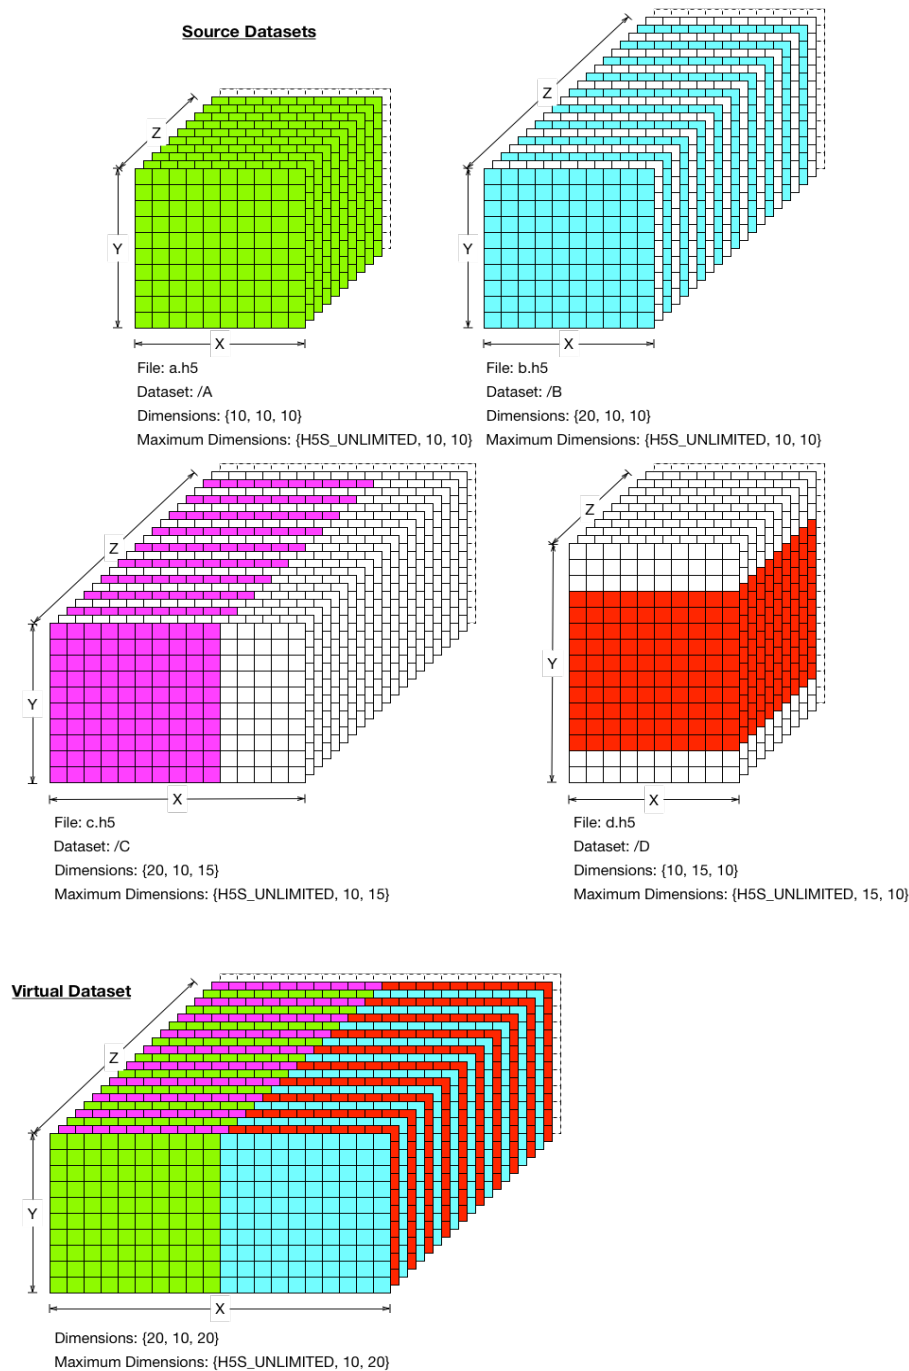 Source Datasets
Z
Y
X
File: a.h5
Dataset: /A
Dimensions: {10, 10, 10}
Maximum Dimensions: {H5S_UNLIMITED, 10, 10}
Z
Y
X
File: b.h5
Dataset: /B
Dimensions: {20, 10, 10}
Maximum Dimensions: {H5S_UNLIMITED, 10, 10}
Z
Y
X
File: c.h5
Dataset: /C
Dimensions: {20, 10, 15}
Maximum Dimensions: {H5S_UNLIMITED, 10, 15}
Z
Y
X
File: d.h5
Dataset: /D
Dimensions: {10, 15, 10}
Maximum Dimensions: {H5S_UNLIMITED, 15, 10}
Virtual Dataset
Z
Y
X
Dimensions: {20, 10, 20}
Maximum Dimensions: {H5S_UNLIMITED, 10, 20}